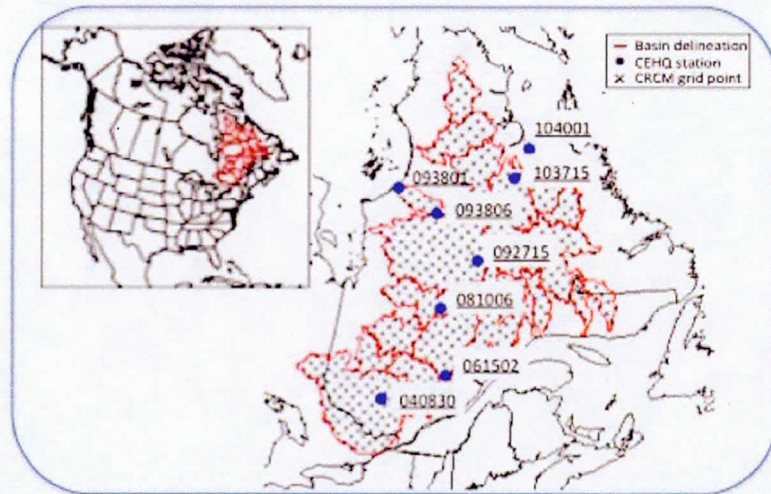 Basin delineation
CEHQ station
CRCM grid point
104001
103715
093801
093806
092715
081006
061502
040830